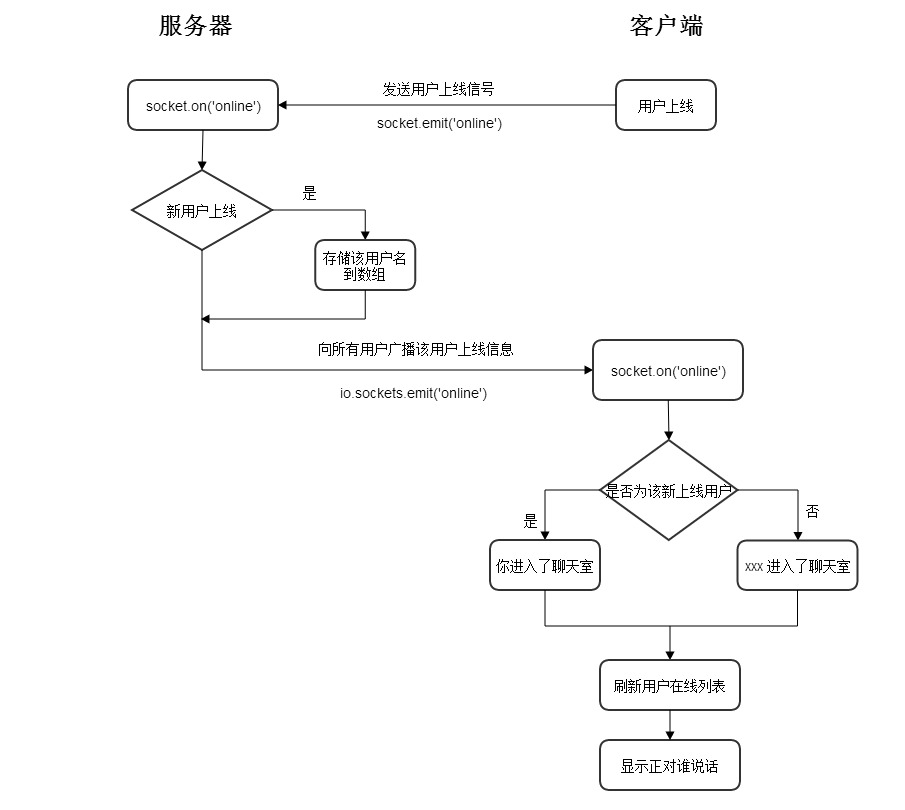 服务器
客户端
发送用户上线信号
socket.on('online')
用户上线
socket.emit('online')
是
新用户上线
存储该用户名
到数组
向所有用户广播该用户上线信息
socket.on('online')
io.sockets.emit('online')
是否为该新上线用户
是
否
你进入了聊天室
xxx 进入了聊天室
刷新用户在线列表
显示正对谁说话